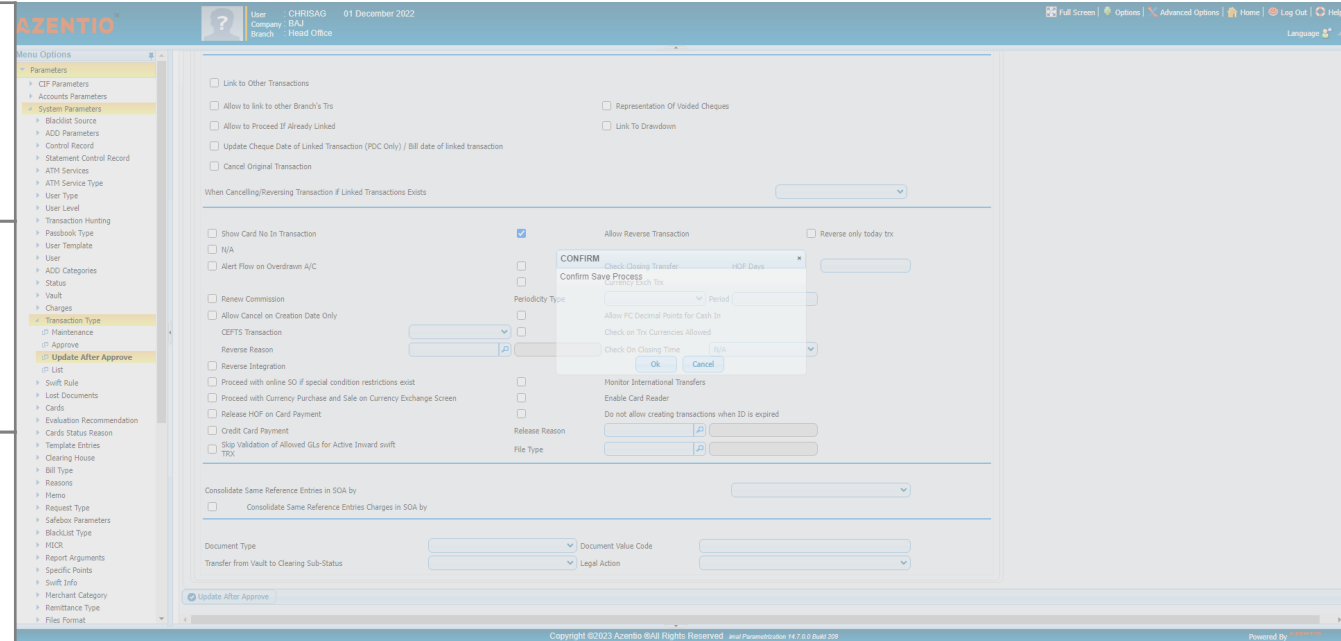 AZENTIO
?
User : CHRISAG 01 December 2022
Company : BAJ
Branch : Head Office
Full Screen | Options | Advanced Options | Home | Log Out | Help
Language
Menu Options
Parameters
CIF Parameters
Accounts Parameters
System Parameters
Blacklist Source
ADD Parameters
Control Record
Statement Control Record
ATM Services
ATM Service Type
User Type
User Level
Transaction Hunting
Passbook Type
User Template
User
ADD Categories
Status
Vault
Charges
Transaction Type
Maintenance
Approve
Update After Approve
List
Swift Rule
Lost Documents
Cards
Evaluation Recommendation
Cards Status Reason
Template Entries
Clearing House
Bill Type
Reasons
Memo
Request Type
Safebox Parameters
BlackList Type
MICR
Report Arguments
Specific Points
Swift Info
Merchant Category
Remittance Type
Files Format
Link to Other Transactions
Allow to link to other Branch's Trs Representation Of Voided Cheques
Allow to Proceed If Already Linked Link To Drawdown
Update Cheque Date of Linked Transaction (PDC Only) / Bill date of linked transaction
Cancel Original Transaction
When Cancelling/Reversing Transaction if Linked Transactions Exists
Show Card No In Transaction Allow Reverse Transaction Reverse only today trx
N/A
Alert Flow on Overdrawn A/C Check Closing Transfer HOF Days
Currency Exch Trx
Renew Commission Periodicity Type Period
Allow Cancel on Creation Date Only Allow FC Decimal Points for Cash In
CEFTS Transaction Check on Trx Currencies Allowed
Reverse Reason Check On Closing Time N/A
Reverse Integration
Proceed with online SO if special condition restrictions exist Monitor International Transfers
Proceed with Currency Purchase and Sale on Currency Exchange Screen Enable Card Reader
Release HOF on Card Payment Do not allow creating transactions when ID is expired
Credit Card Payment Release Reason
Skip Validation of Allowed GLs for Active Inward swift
TRX File Type
CONFIRM ×
Confirm Save Process
Ok Cancel
Consolidate Same Reference Entries in SOA by
Consolidate Same Reference Entries Charges in SOA by
Document Type Document Value Code
Transfer from Vault to Clearing Sub-Status Legal Action
Update After Approve
Copyright ©2023 Azentio ®All Rights Reserved imal Parametrization 14.7.0.0 Build 209
Powered By